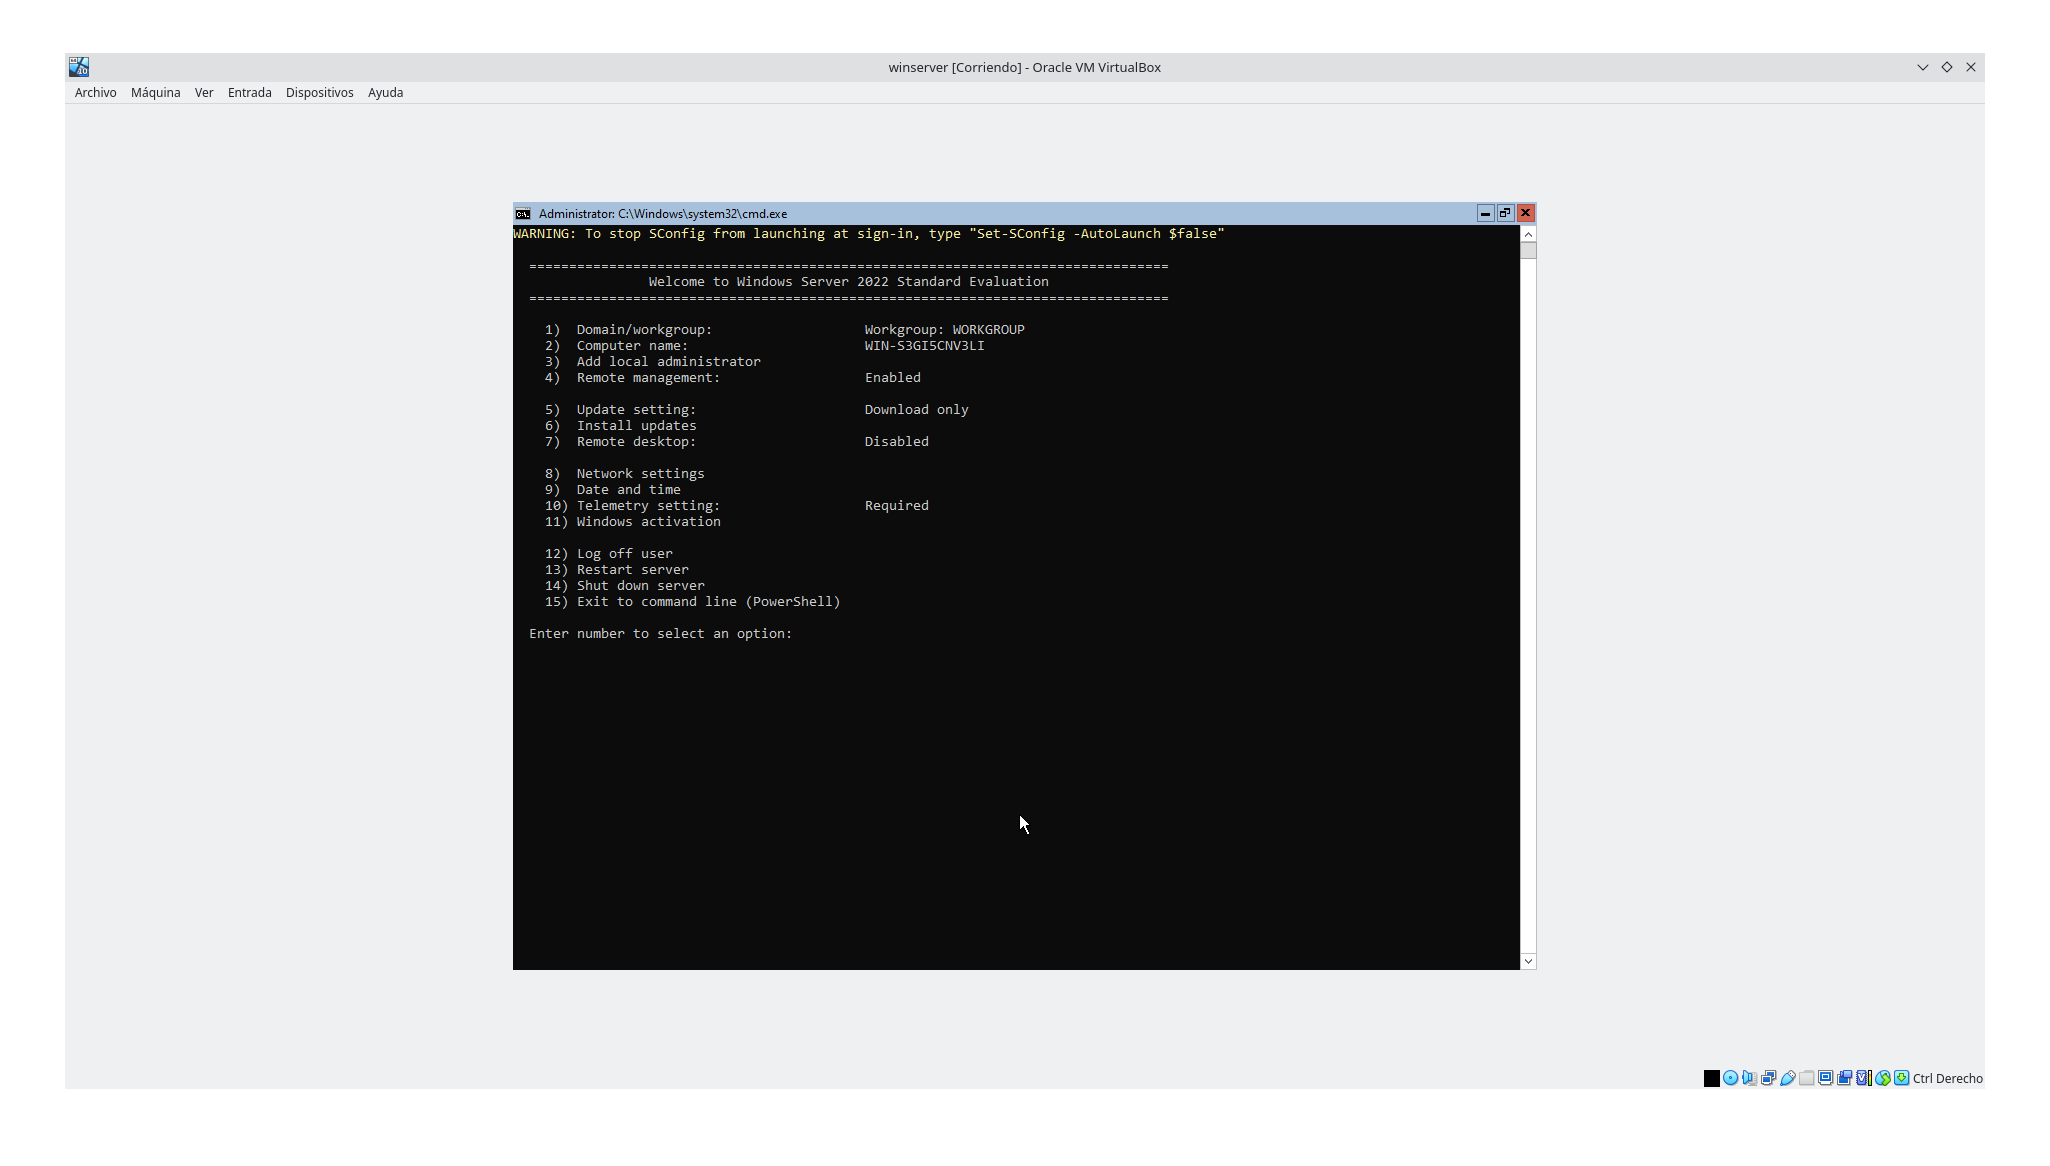 winserver [Corriendo] - Oracle VM VirtualBox
Archivo Máquina Ver Entrada Dispositivos Ayuda
Administrator: C:\Windows\system32\cmd.exe
WARNING: To stop SConfig from launching at sign-in, type "Set-SConfig -AutoLaunch $false"
================================================================================
Welcome to Windows Server 2022 Standard Evaluation
================================================================================
1) Domain/workgroup: Workgroup: WORKGROUP
2) Computer name: WIN-S3GI5CNV3LI
3) Add local administrator
4) Remote management: Enabled
5) Update setting: Download only
6) Install updates
7) Remote desktop: Disabled
8) Network settings
9) Date and time
10) Telemetry setting: Required
11) Windows activation
12) Log off user
13) Restart server
14) Shut down server
15) Exit to command line (PowerShell)
Enter number to select an option:
Ctrl Derecho